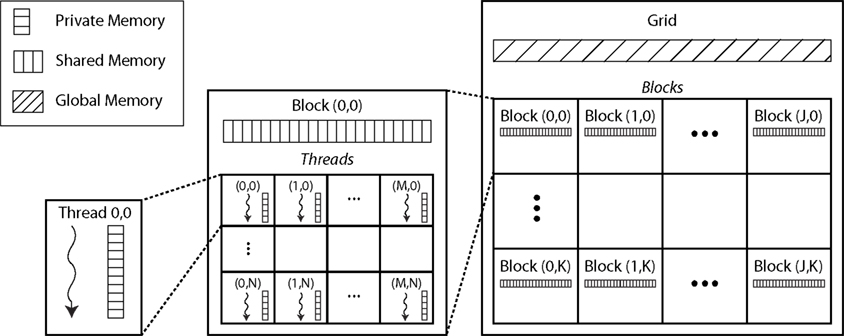 Private Memory
Shared Memory
Global Memory
Thread 0,0
Block (0,0)
Threads
(0,0) (1,0) ... (M,0)
...
(0,N) (1,N) ... (M,N)
Grid
Blocks
Block (0,0) Block (1,0) ... Block (J,0)
...
Block (0,K) Block (1,K) ... Block (J,K)